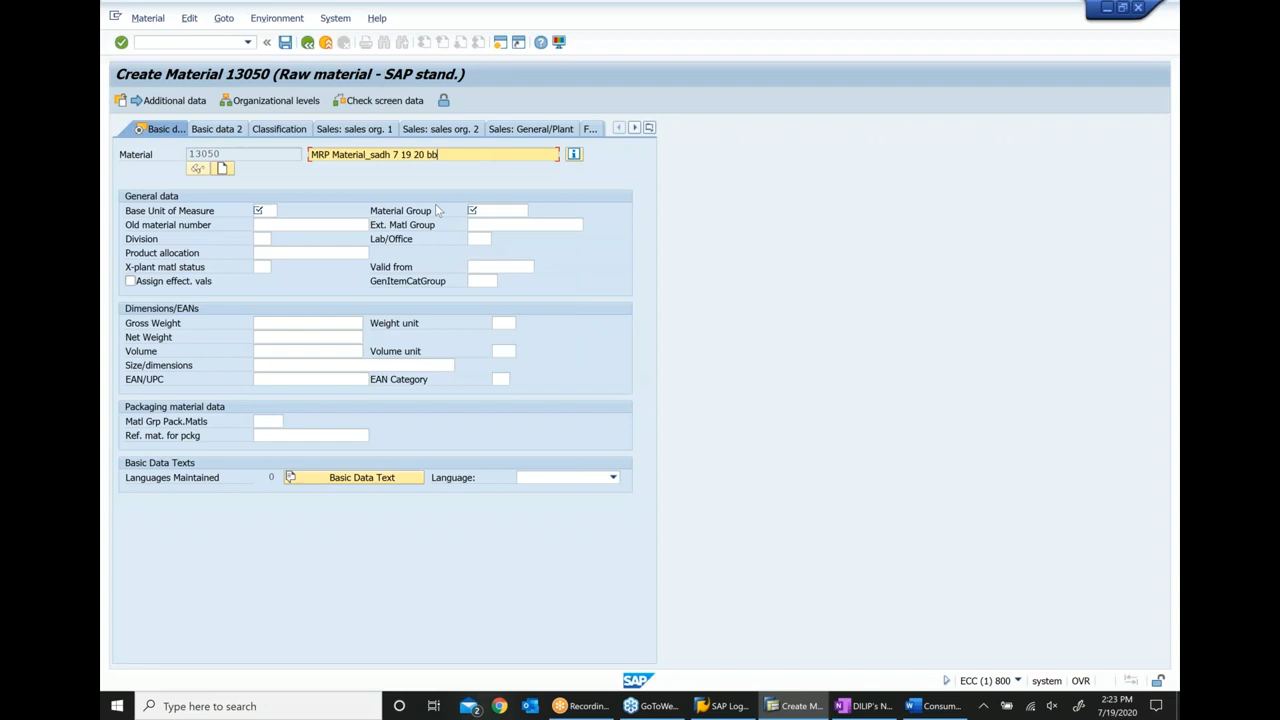 Material Edit Goto Environment System Help
Create Material 13050 (Raw material - SAP stand.)
Additional data Organizational levels Check screen data
Basic d... Basic data 2 Classification Sales: sales org. 1 Sales: sales org. 2 Sales: General/Plant F...
Material 13050 MRP Material_sadh 7 19 20 bb
General data
Base Unit of Measure Material Group
Old material number Ext. Matl Group
Division Lab/Office
Product allocation
X-plant matl status Valid from
Assign effect. vals GenItemCatGroup
Dimensions/EANs
Gross Weight Weight unit
Net Weight
Volume Volume unit
Size/dimensions
EAN/UPC EAN Category
Packaging material data
Matl Grp Pack.Matls
Ref. mat. for pckg
Basic Data Texts
Languages Maintained 0 Basic Data Text Language:
SAP ECC (1) 800 system OVR
Type here to search 2 Recordin... GoToWe... SAP Log... Create M... DILIP's N... Consum... 2:23 PM
7/19/2020